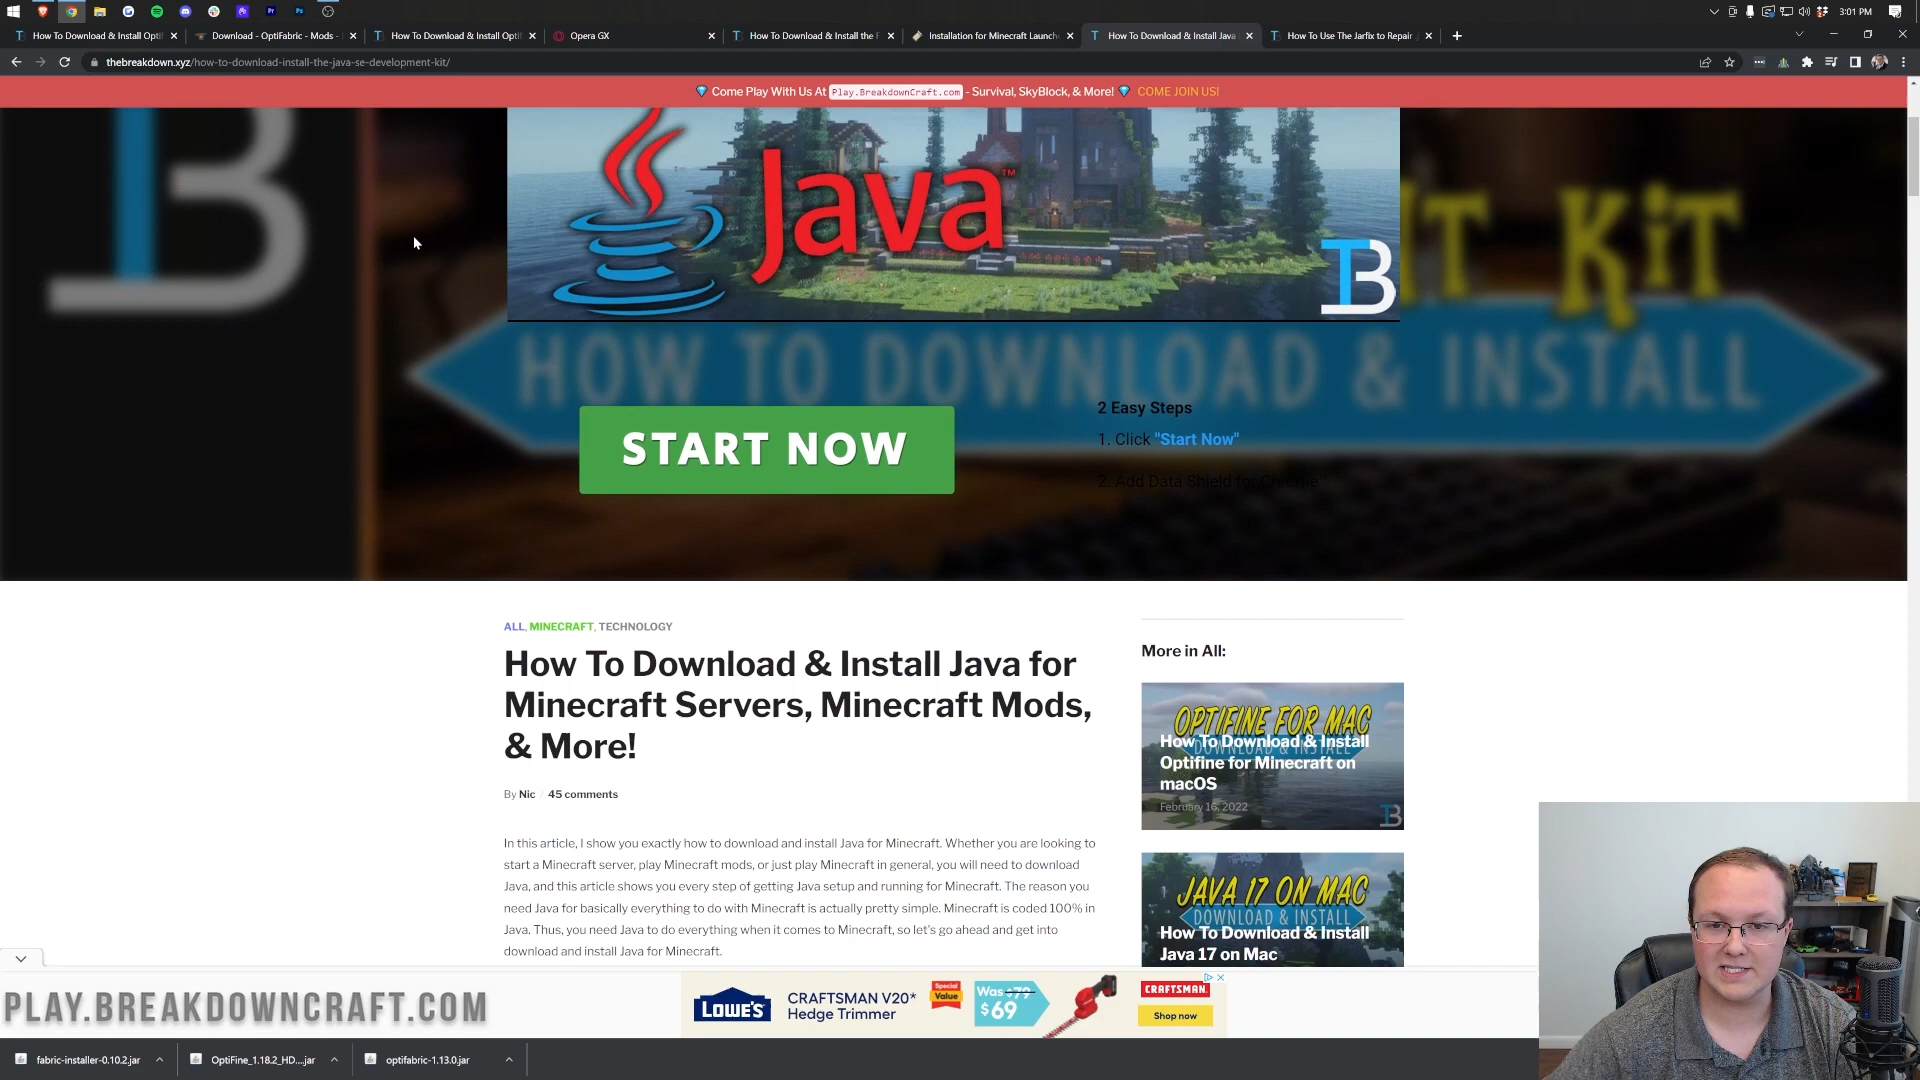 3:01 PM
How To Download & Install Opti
Download - OptiFabric - Mods -
How To Download & Install Optif
Opera GX
How To Download & Install the F
Installation for Minecraft Launch
How To Download & Install Java
How To Use The Jarfix to Repair
thebreakdown.xyz/how-to-download-install-the-java-se-development-kit/
Come Play With Us At Play.BreakdownCraft.com - Survival, SkyBlock, & More! COME JOIN US!
Java™
TB
KIT
HOW TO DOWNLOAD & INSTALL
START NOW
2 Easy Steps
1. Click "Start Now"
2. Add Data Shield for Chrome™
ALL, MINECRAFT, TECHNOLOGY
How To Download & Install Java for
Minecraft Servers, Minecraft Mods,
& More!
By Nic / 45 comments
In this article, I show you exactly how to download and install Java for Minecraft. Whether you are looking to
start a Minecraft server, play Minecraft mods, or just play Minecraft in general, you will need to download
Java, and this article shows you every step of getting Java setup and running for Minecraft. The reason you
need Java for basically everything to do with Minecraft is actually pretty simple. Minecraft is coded 100% in
Java. Thus, you need Java to do everything when it comes to Minecraft, so let's go ahead and get into
download and install Java for Minecraft.
More in All:
OPTIFINE FOR MAC
DOWNLOAD & INSTALL
How To Download & Install
Optifine for Minecraft on
macOS
February 16, 2022
JAVA 17 ON MAC
DOWNLOAD & INSTALL
How To Download & Install
Java 17 on Mac
PLAY.BREAKDOWNCRAFT.COM
LOWE'S
CRAFTSMAN V20*
Hedge Trimmer
Special
Value
Was $79
$69
CRAFTSMAN
Shop now
fabric-installer-0.10.2.jar
OptiFine_1.18.2_HD....jar
optifabric-1.13.0.jar